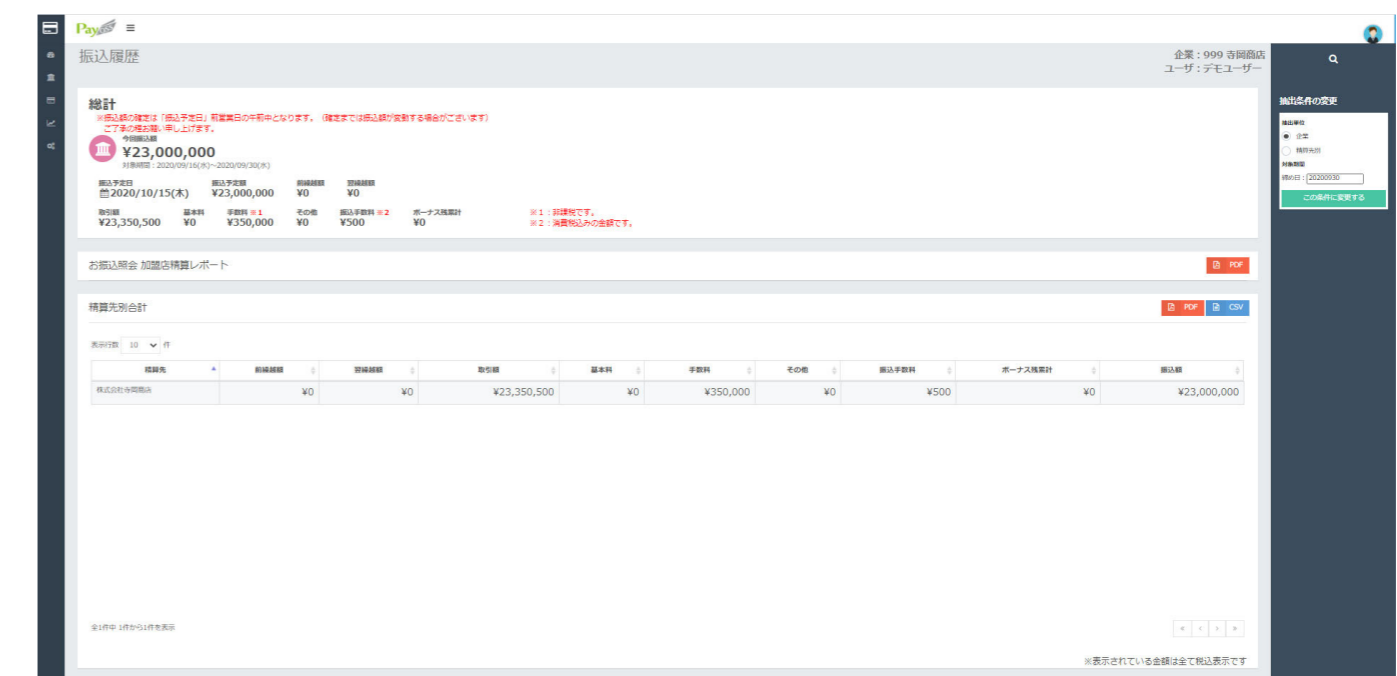 Pay
振込履歴
企業：999 寺岡商店
ユーザ：デモユーザー
総計
※振込額の確定は「振込予定日」前営業日の午前中となります。（確定までは振込額が変動する場合がございます）
ご了承の程お願い申し上げます。
今回振込額
¥23,000,000
対象期間：2020/09/16(水)～2020/09/30(水)
振込予定日 振込予定額 前繰越額 翌繰越額
2020/10/15(木) ¥23,000,000 ¥0 ¥0
取引額 基本料 手数料 ※1 その他 振込手数料 ※2 ボーナス残累計 ※1：非課税です。
¥23,350,500 ¥0 ¥350,000 ¥0 ¥500 ¥0 ※2：消費税込みの金額です。
お振込照会 加盟店精算レポート PDF
精算先別合計 PDF CSV
表示行数 10 件
精算先 前繰越額 翌繰越額 取引額 基本料 手数料 その他 振込手数料 ボーナス残累計 振込額
株式会社寺岡商店 ¥0 ¥0 ¥23,350,500 ¥0 ¥350,000 ¥0 ¥500 ¥0 ¥23,000,000
全1件中 1件から1件を表示
« ‹ › »
※表示されている金額は全て税込表示です
抽出条件の変更
抽出単位
企業
精算先別
対象期間
締め日：20200930
この条件に変更する